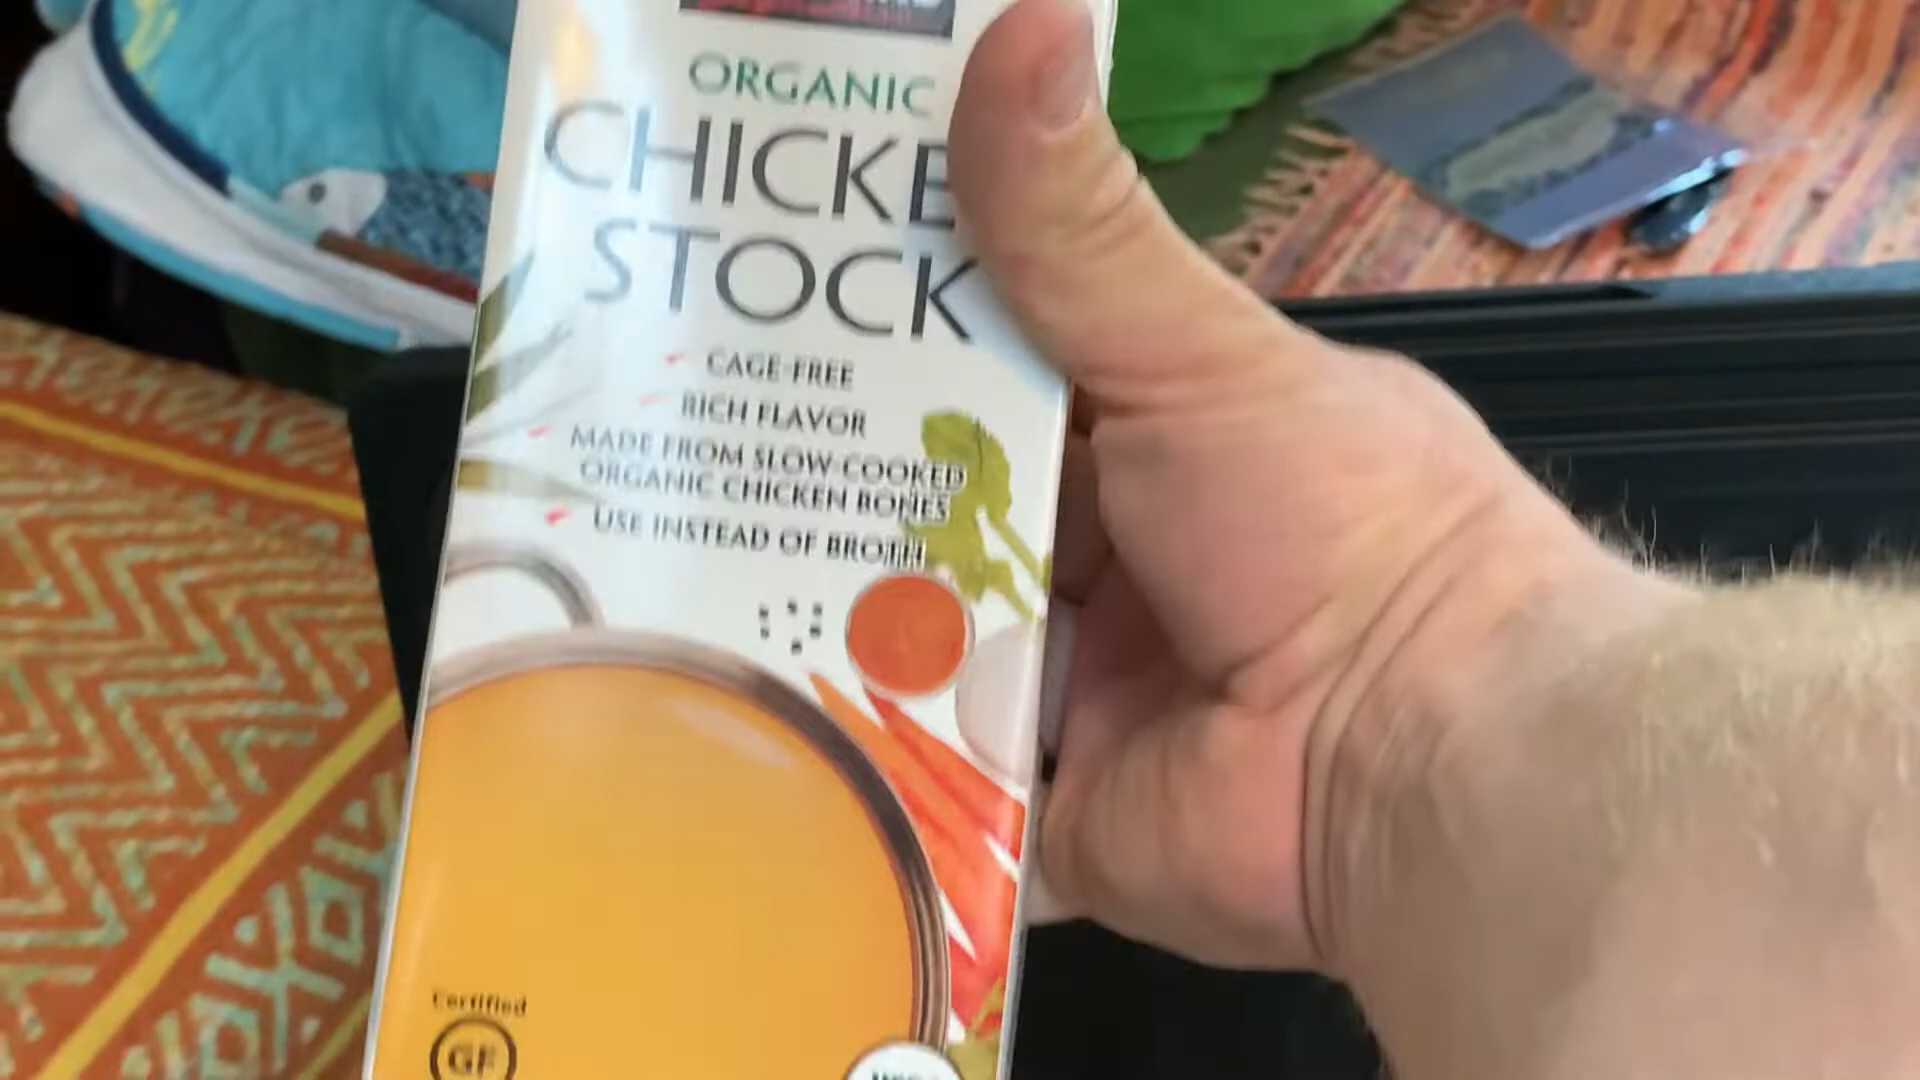 ORGANIC
CHICKE
STOCK
CAGE-FREE
RICH FLAVOR
MADE FROM SLOW-COOKED
ORGANIC CHICKEN BONES
USE INSTEAD OF BROTH
Certified
GF